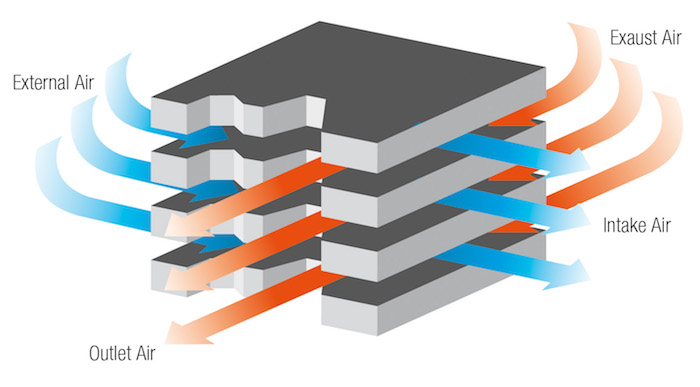 Exaust Air
External Air
Intake Air
Outlet Air